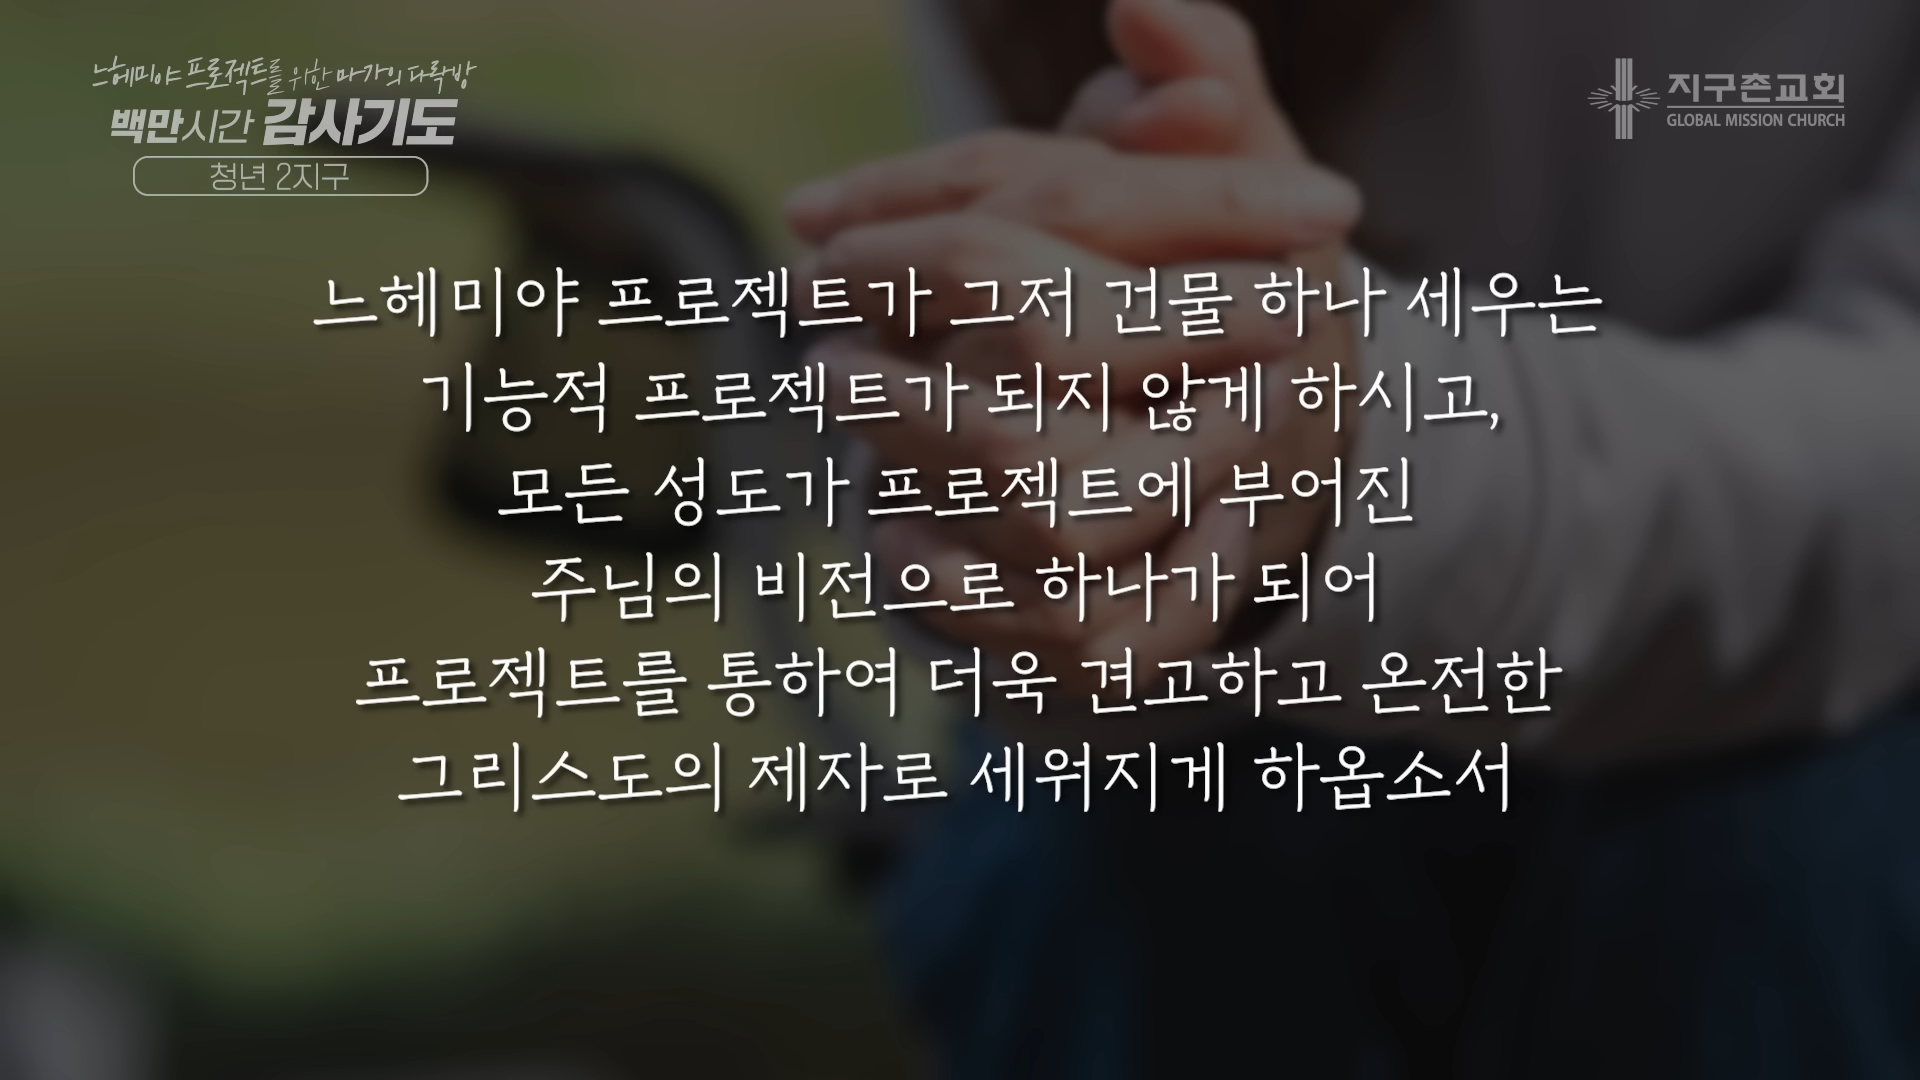 느헤미야 프로젝트를 위한 마가의 다락방
백만시간 감사기도
청년 2지구
지구촌교회
GLOBAL MISSION CHURCH
느헤미야 프로젝트가 그저 건물 하나 세우는
기능적 프로젝트가 되지 않게 하시고,
모든 성도가 프로젝트에 부어진
주님의 비전으로 하나가 되어
프로젝트를 통하여 더욱 견고하고 온전한
그리스도의 제자로 세워지게 하옵소서